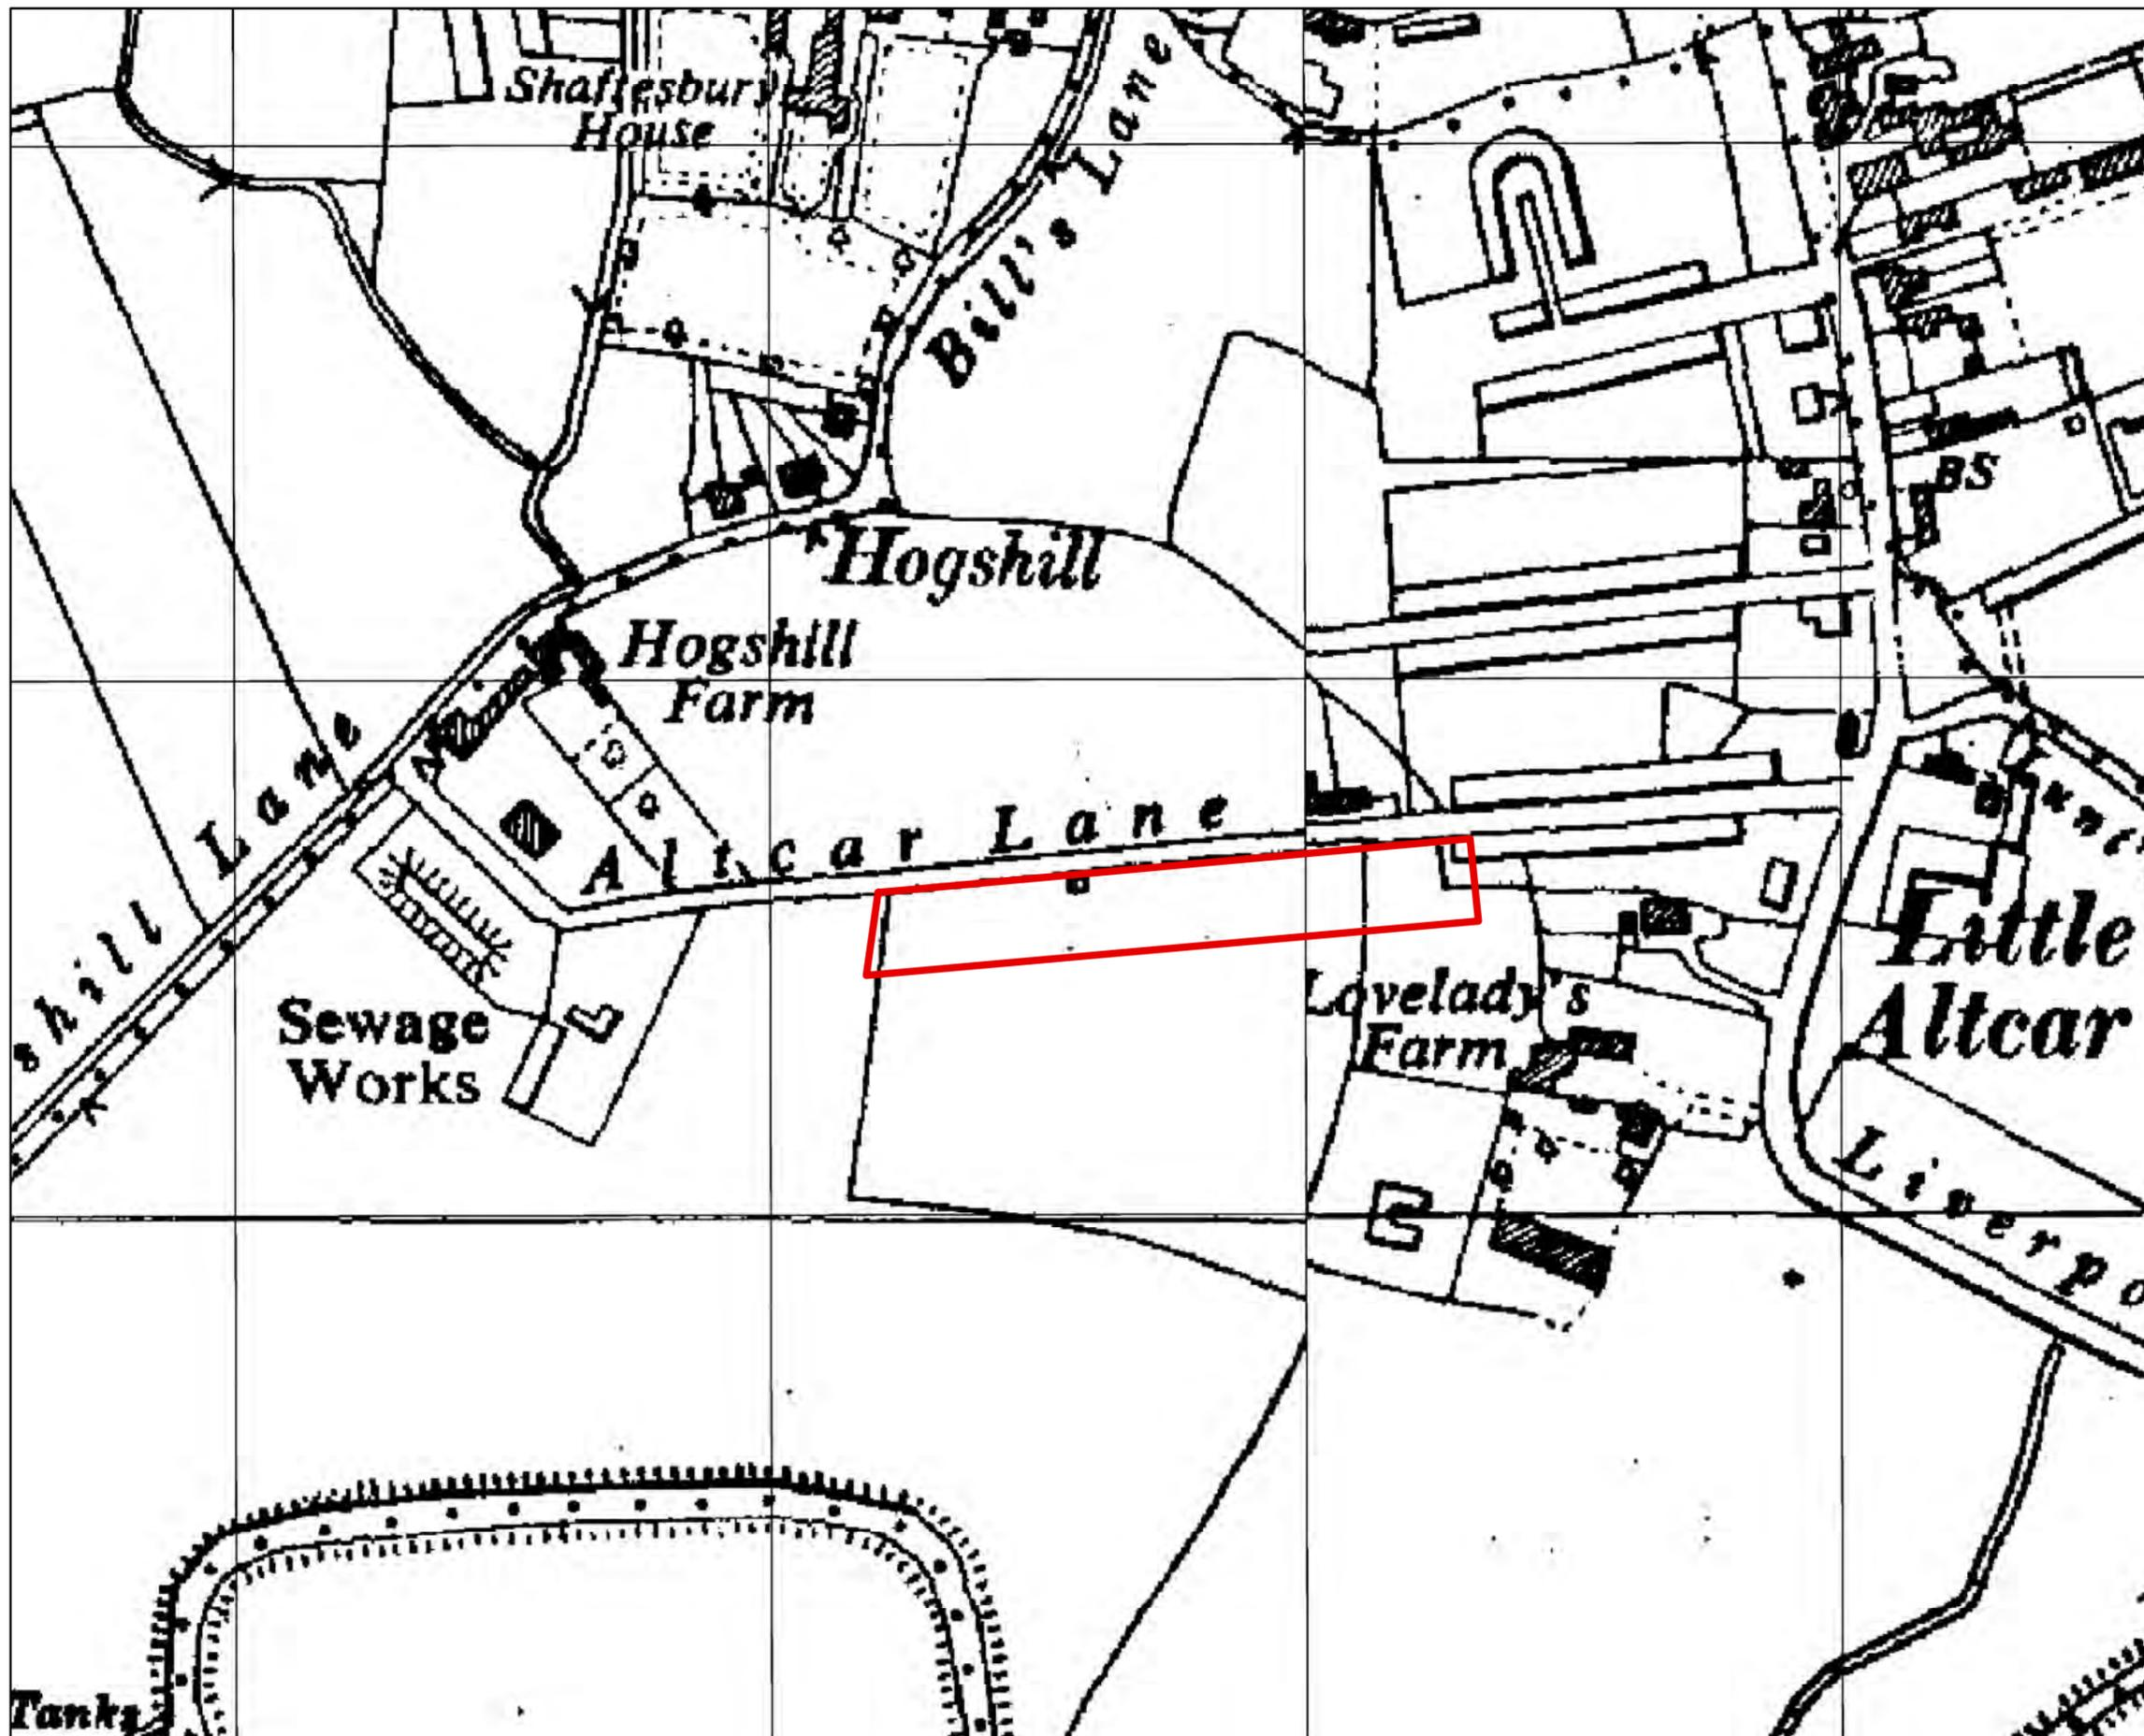 Shaftesbury
House
Bill's Lane
BS
Hogshill
Hogshill
Farm
shill Lane
Altcar Lane
Little
Altcar
Lovelady's
Farm
Sewage
Works
Liverpo
Tanks